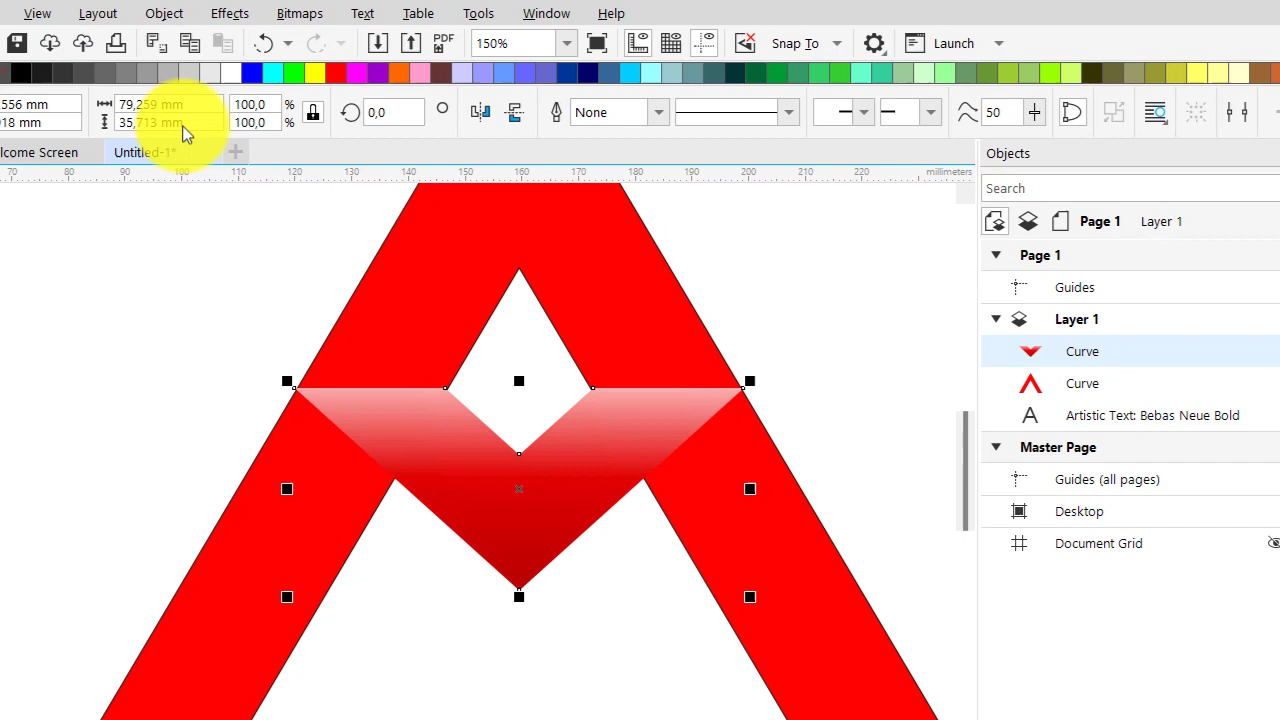 View Layout Object Effects Bitmaps Text Table Tools Window Help
PDF 150% Snap To Launch
556 mm 79,259 mm 100,0 % 0,0 None 50
918 mm 35,713 mm 100,0 %
lcome Screen Untitled-1* Objects
70 80 90 100 110 120 130 140 150 160 170 180 190 200 210 220 millimeters
Search
Page 1 Layer 1
Page 1
Guides
Layer 1
Curve
Curve
A Artistic Text: Bebas Neue Bold
Master Page
Guides (all pages)
Desktop
Document Grid